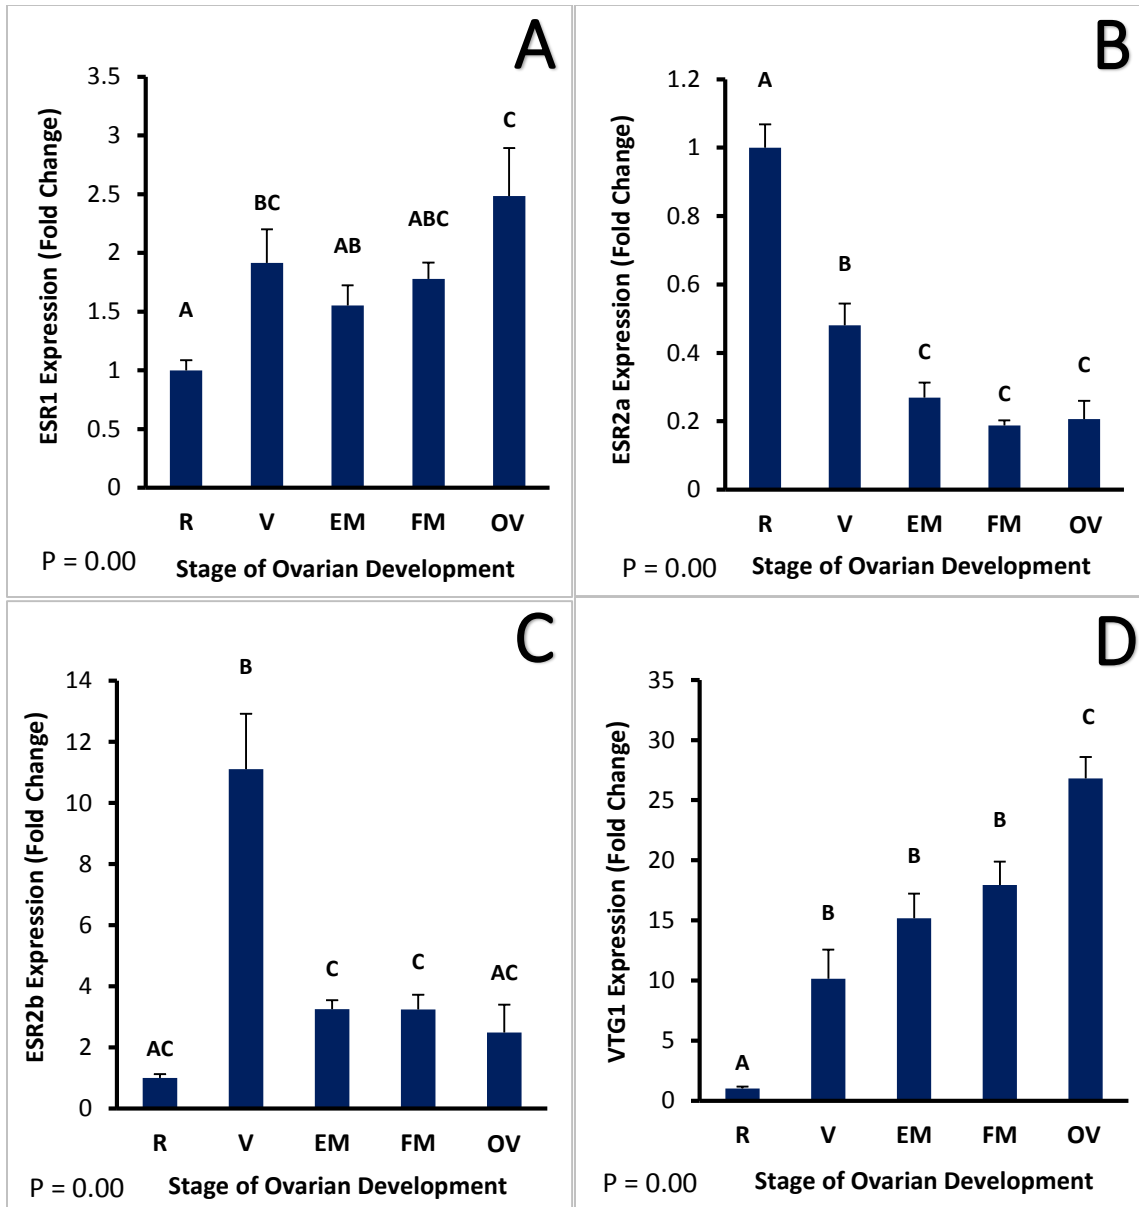 A
ESR1 Expression (Fold Change)
3.5
3
2.5
2
1.5
1
0.5
0
A
BC
AB
ABC
C
R V EM FM OV
P = 0.00
Stage of Ovarian Development
B
ESR2a Expression (Fold Change)
1.2
1
0.8
0.6
0.4
0.2
0
A
B
C
C
C
R V EM FM OV
P = 0.00
Stage of Ovarian Development
C
ESR2b Expression (Fold Change)
14
12
10
8
6
4
2
0
AC
B
C
C
AC
R V EM FM OV
P = 0.00
Stage of Ovarian Development
D
VTG1 Expression (Fold Change)
35
30
25
20
15
10
5
0
A
B
B
B
C
R V EM FM OV
P = 0.00
Stage of Ovarian Development